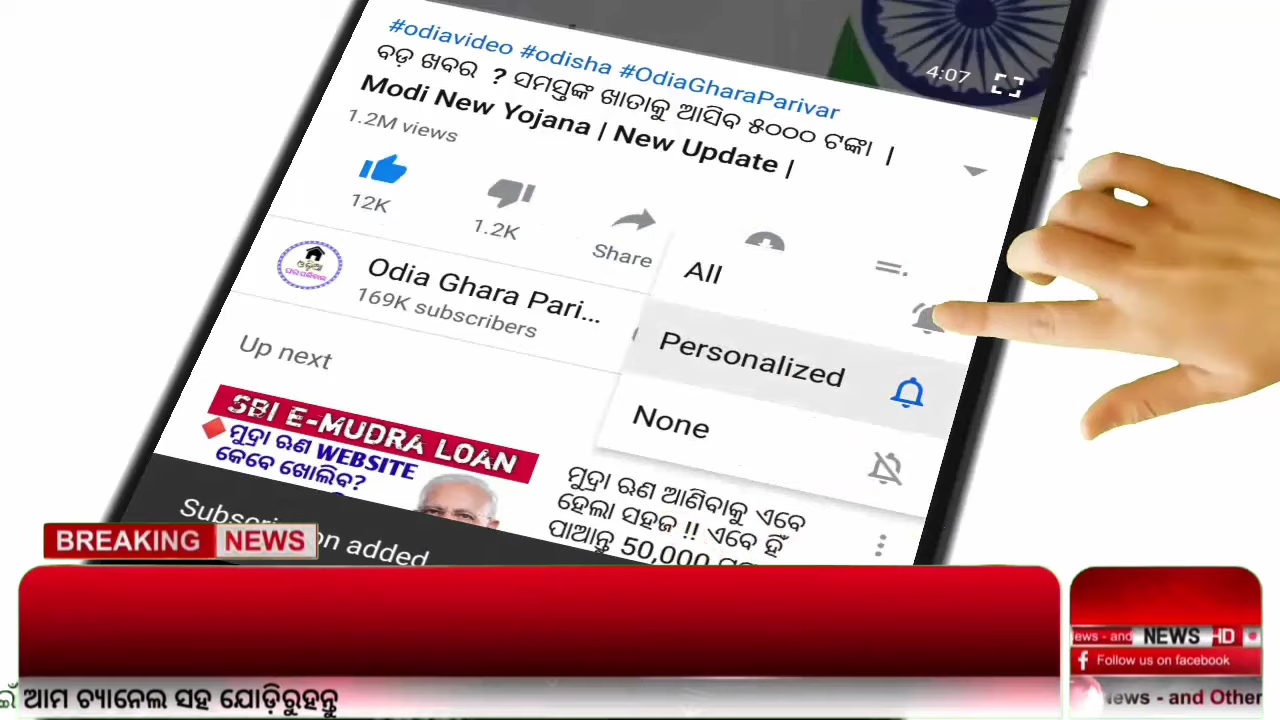 4:07
#odiavideo #odisha #OdiaGharaParivar
ବଡ଼ ଖବର ? ସମସ୍ତଙ୍କ ଖାତାକୁ ଆସିବ ୫୦୦୦ ଟଙ୍କା |
Modi New Yojana | New Update |
1.2M views
12K
1.2K
Share
All
Odia Ghara Pari...
169K subscribers
Personalized
None
Up next
SBI E-MUDRA LOAN
ମୁଦ୍ରା ଋଣ WEBSITE
କେବେ ଖୋଲିବ?
ମୁଦ୍ରା ଋଣ ଆଣିବାକୁ ଏବେ
ହେଲା ସହଜ !! ଏବେ ହିଁ
ପାଆନ୍ତୁ 50,000
added
BREAKING NEWS
ews - and NEWS HD
Follow us on facebook
News - and Other
ଆମ ଚ୍ୟାନେଲ ସହ ଯୋଡ଼ିରୁହନ୍ତୁ